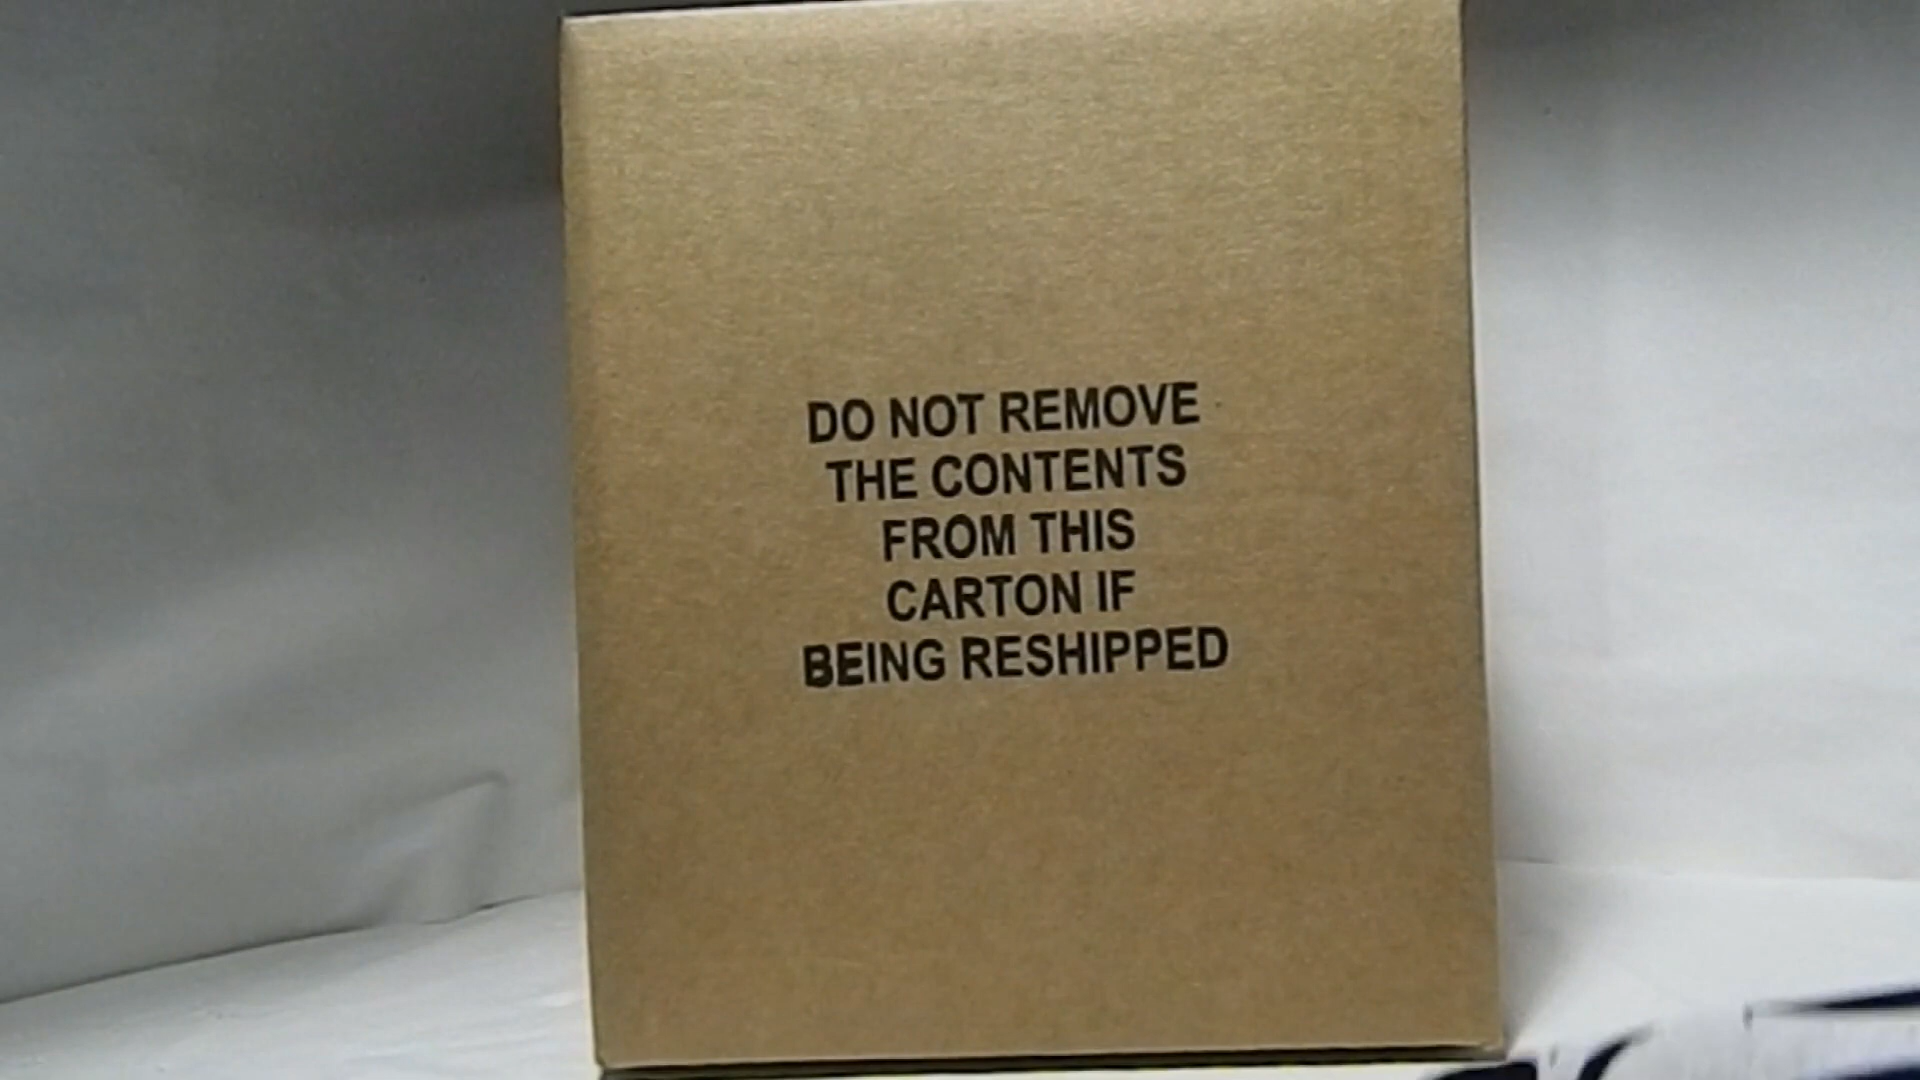 DO NOT REMOVE
THE CONTENTS
FROM THIS
CARTON IF
BEING RESHIPPED